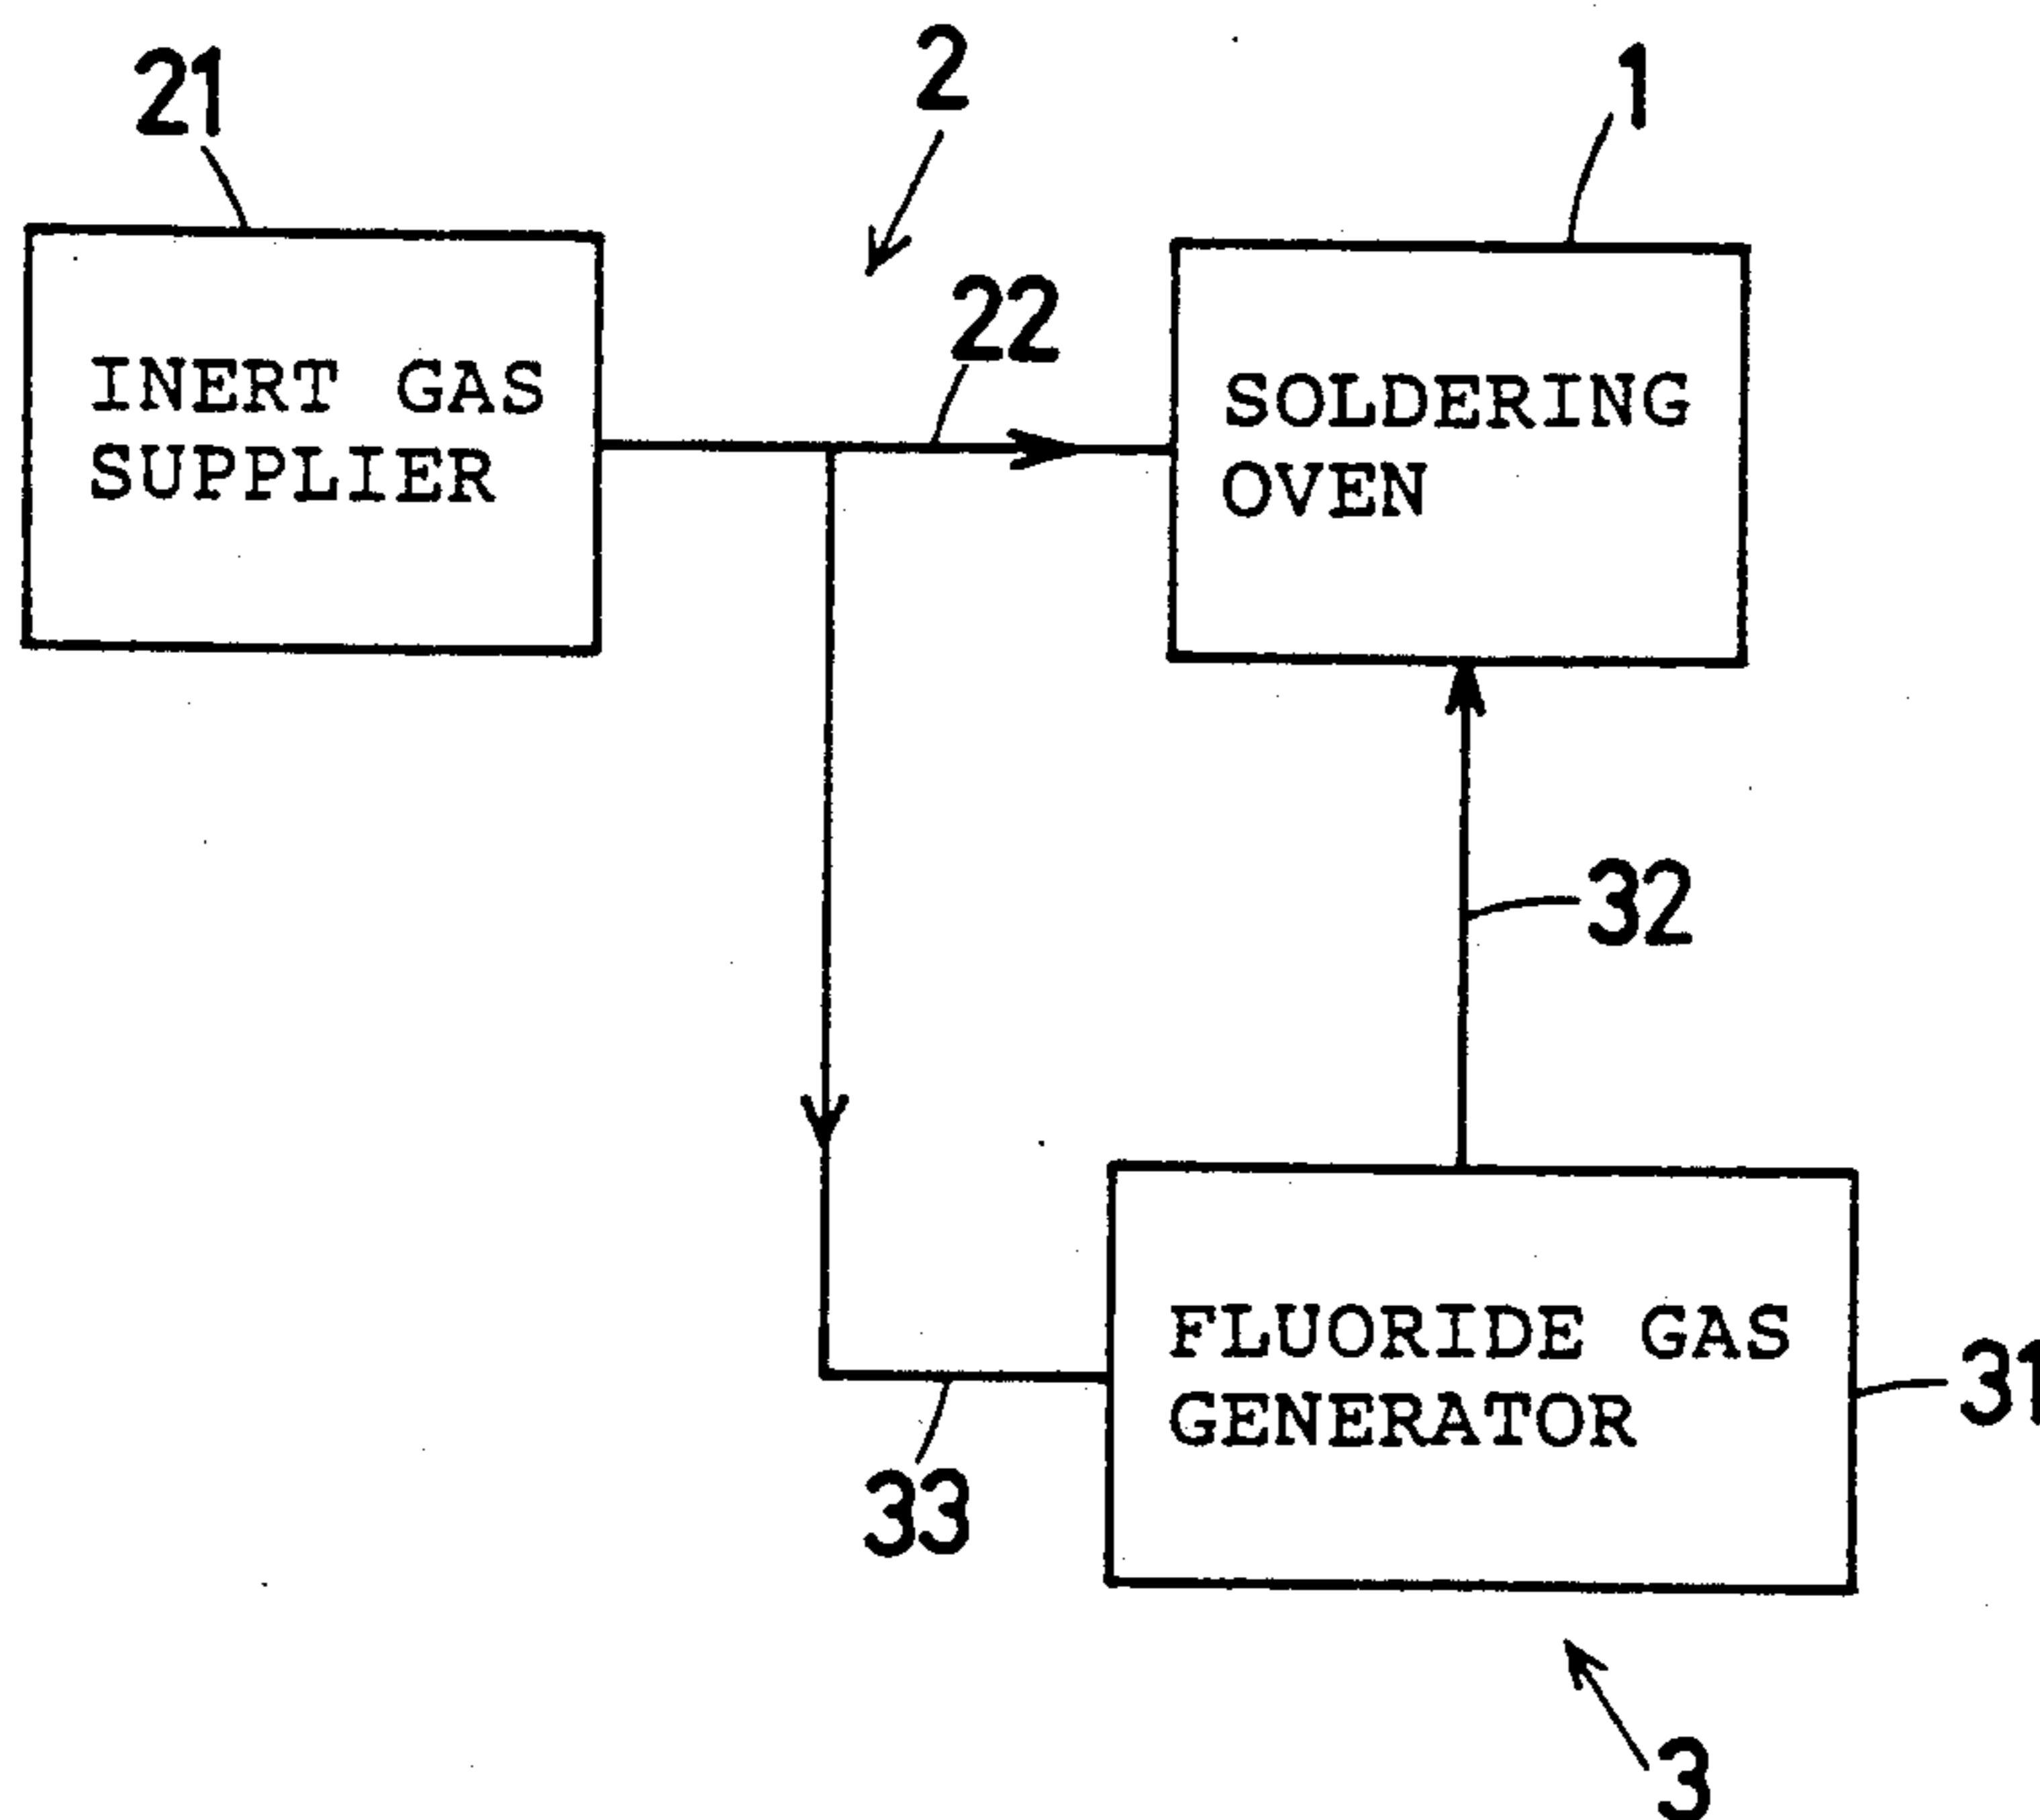 21
2
1
22
INERT GAS
SUPPLIER
SOLDERING
OVEN
32
FLUORIDE GAS
GENERATOR
31
33
3